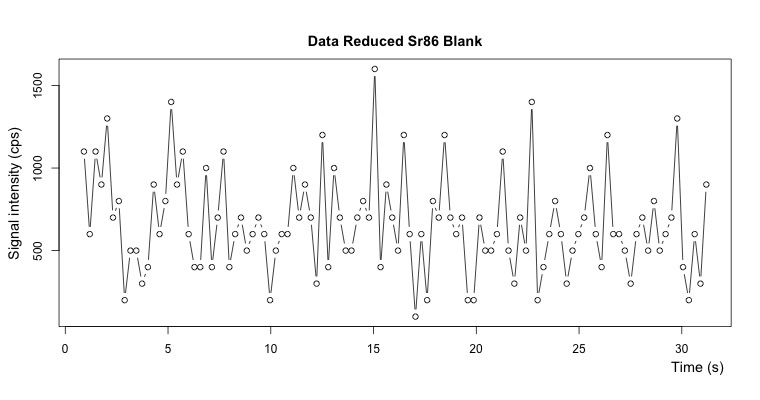 Data Reduced Sr86 Blank
Signal intensity (cps)
1500
1000
500
0 5 10 15 20 25 30
Time (s)